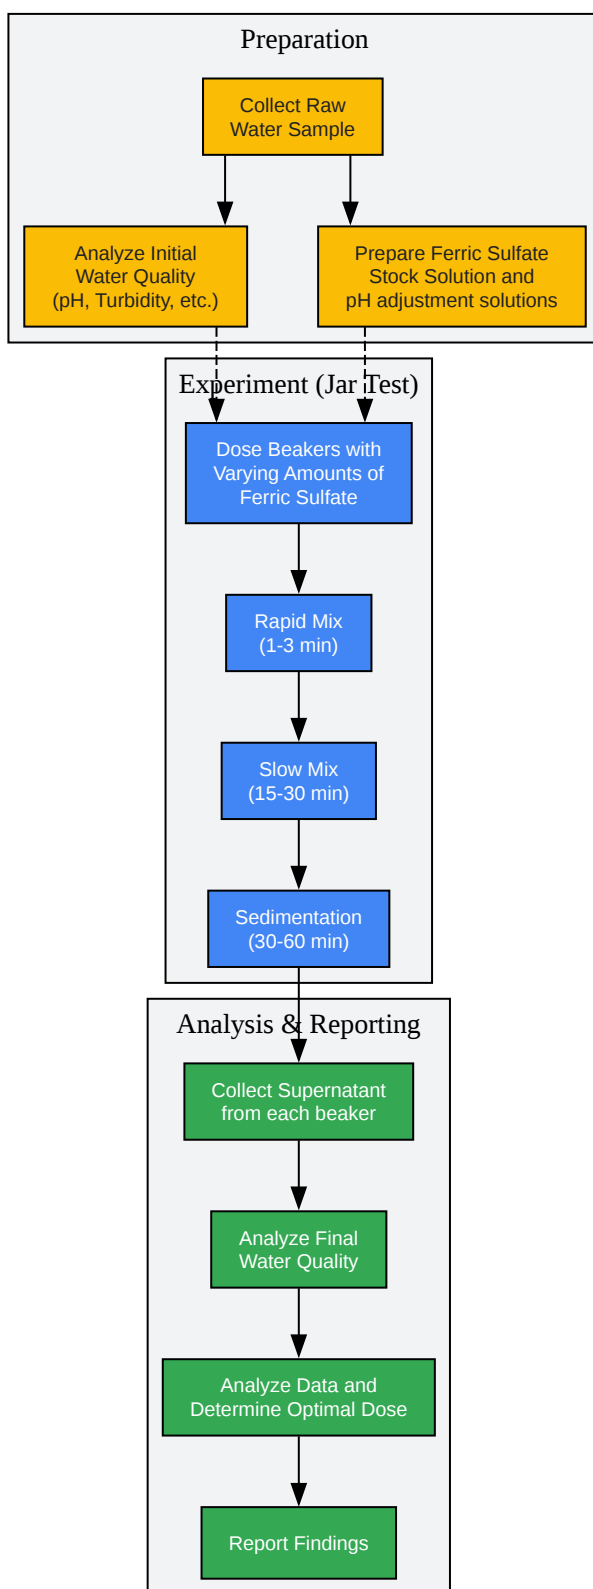 Preparation
Collect Raw
Water Sample
Analyze Initial
Water Quality
(pH, Turbidity, etc.)
Prepare Ferric Sulfate
Stock Solution and
pH adjustment solutions
Experiment (Jar Test)
Dose Beakers with
Varying Amounts of
Ferric Sulfate
Rapid Mix
(1-3 min)
Slow Mix
(15-30 min)
Sedimentation
(30-60 min)
Analysis & Reporting
Collect Supernatant
from each beaker
Analyze Final
Water Quality
Analyze Data and
Determine Optimal Dose
Report Findings